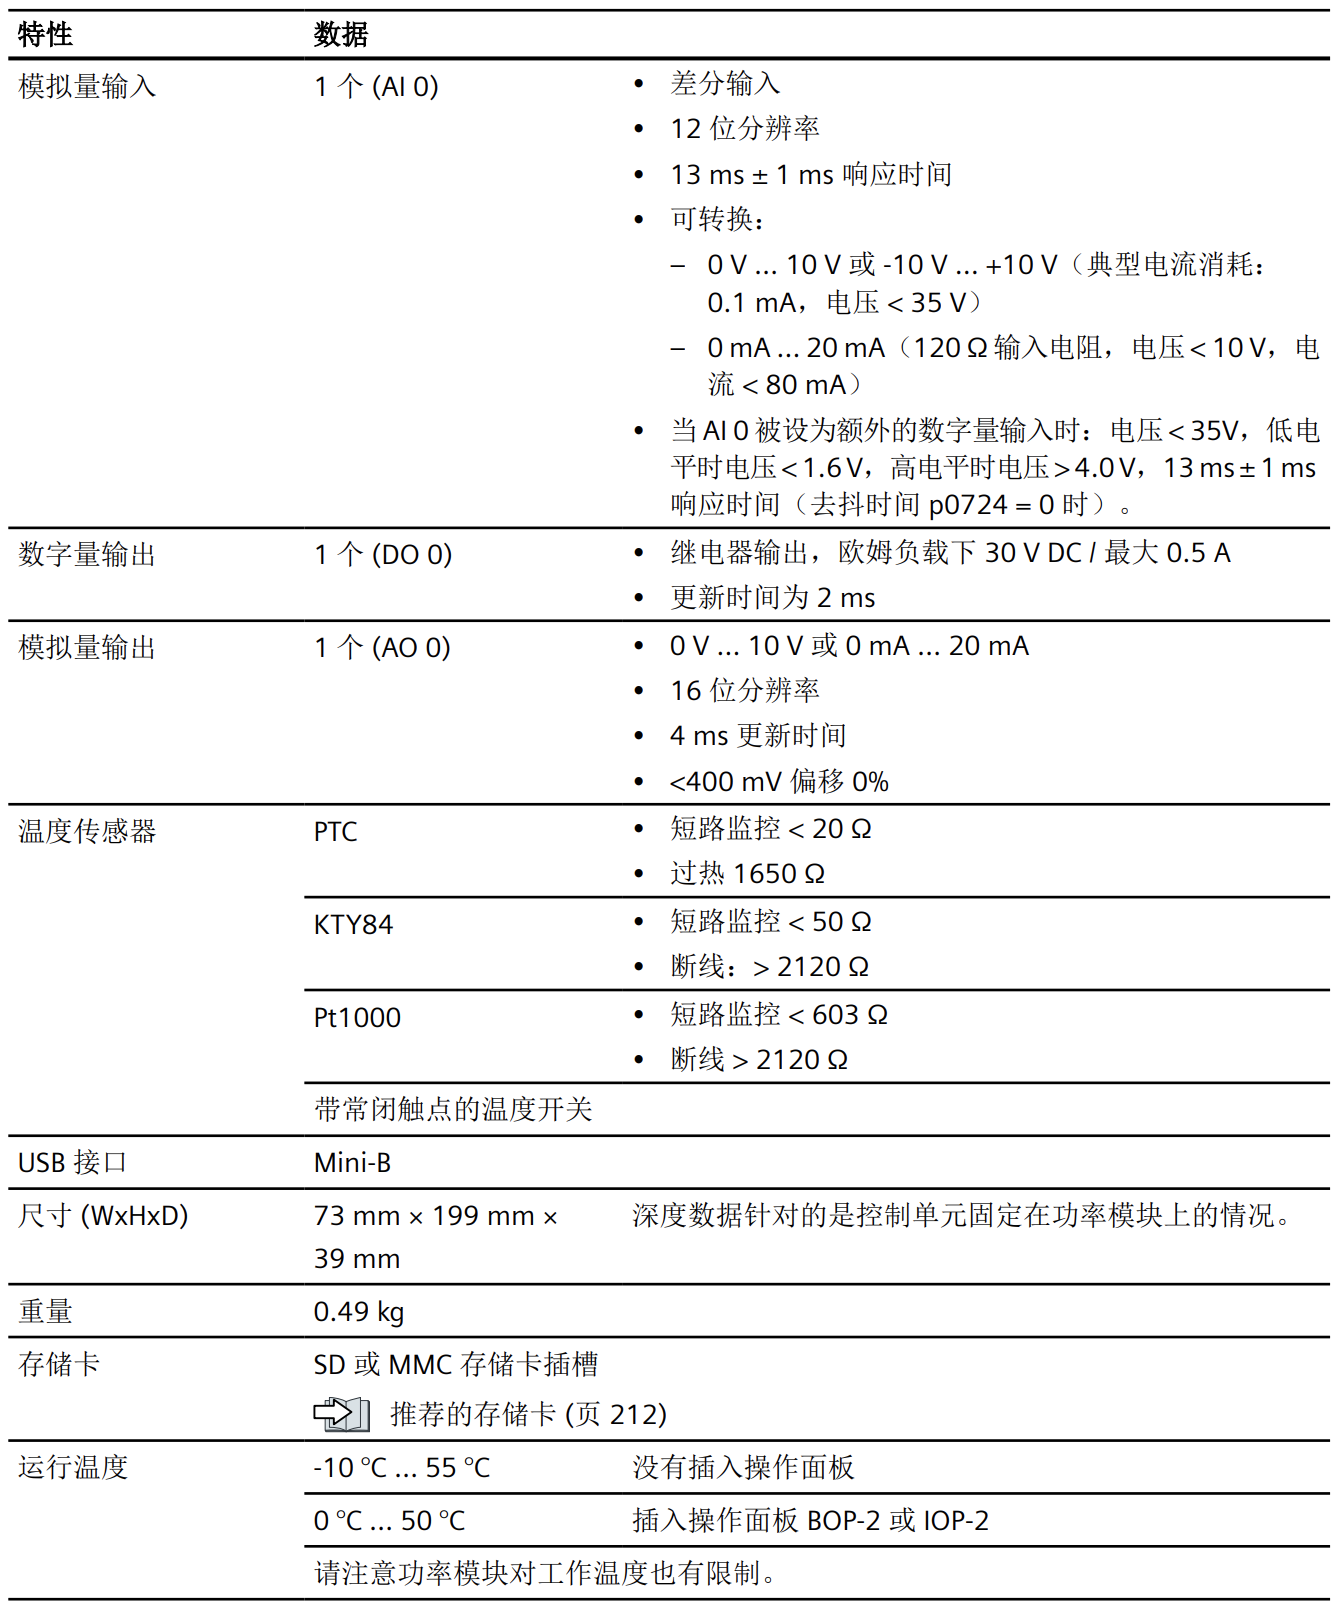 特性 数据
模拟量输入 1 个 (AI 0) • 差分输入
• 12 位分辨率
• 13 ms ± 1 ms 响应时间
• 可转换：
– 0 V … 10 V 或 -10 V … +10 V（典型电流消耗：
0.1 mA，电压 < 35 V）
– 0 mA … 20 mA（120 Ω 输入电阻，电压 < 10 V，电
流 < 80 mA）
• 当 AI 0 被设为额外的数字量输入时：电压 < 35V，低电
平时电压 < 1.6 V，高电平时电压 > 4.0 V，13 ms ± 1 ms
响应时间（去抖时间 p0724 = 0 时）。
数字量输出 1 个 (DO 0) • 继电器输出，欧姆负载下 30 V DC / 最大 0.5 A
• 更新时间为 2 ms
模拟量输出 1 个 (AO 0) • 0 V … 10 V 或 0 mA … 20 mA
• 16 位分辨率
• 4 ms 更新时间
• <400 mV 偏移 0%
温度传感器 PTC • 短路监控 < 20 Ω
• 过热 1650 Ω
KTY84 • 短路监控 < 50 Ω
• 断线：> 2120 Ω
Pt1000 • 短路监控 < 603 Ω
• 断线 > 2120 Ω
带常闭触点的温度开关
USB 接口 Mini-B
尺寸 (WxHxD) 73 mm × 199 mm × 深度数据针对的是控制单元固定在功率模块上的情况。
39 mm
重量 0.49 kg
存储卡 SD 或 MMC 存储卡插槽
推荐的存储卡 (页 212)
运行温度 -10 °C … 55 °C 没有插入操作面板
0 °C … 50 °C 插入操作面板 BOP-2 或 IOP-2
请注意功率模块对工作温度也有限制。